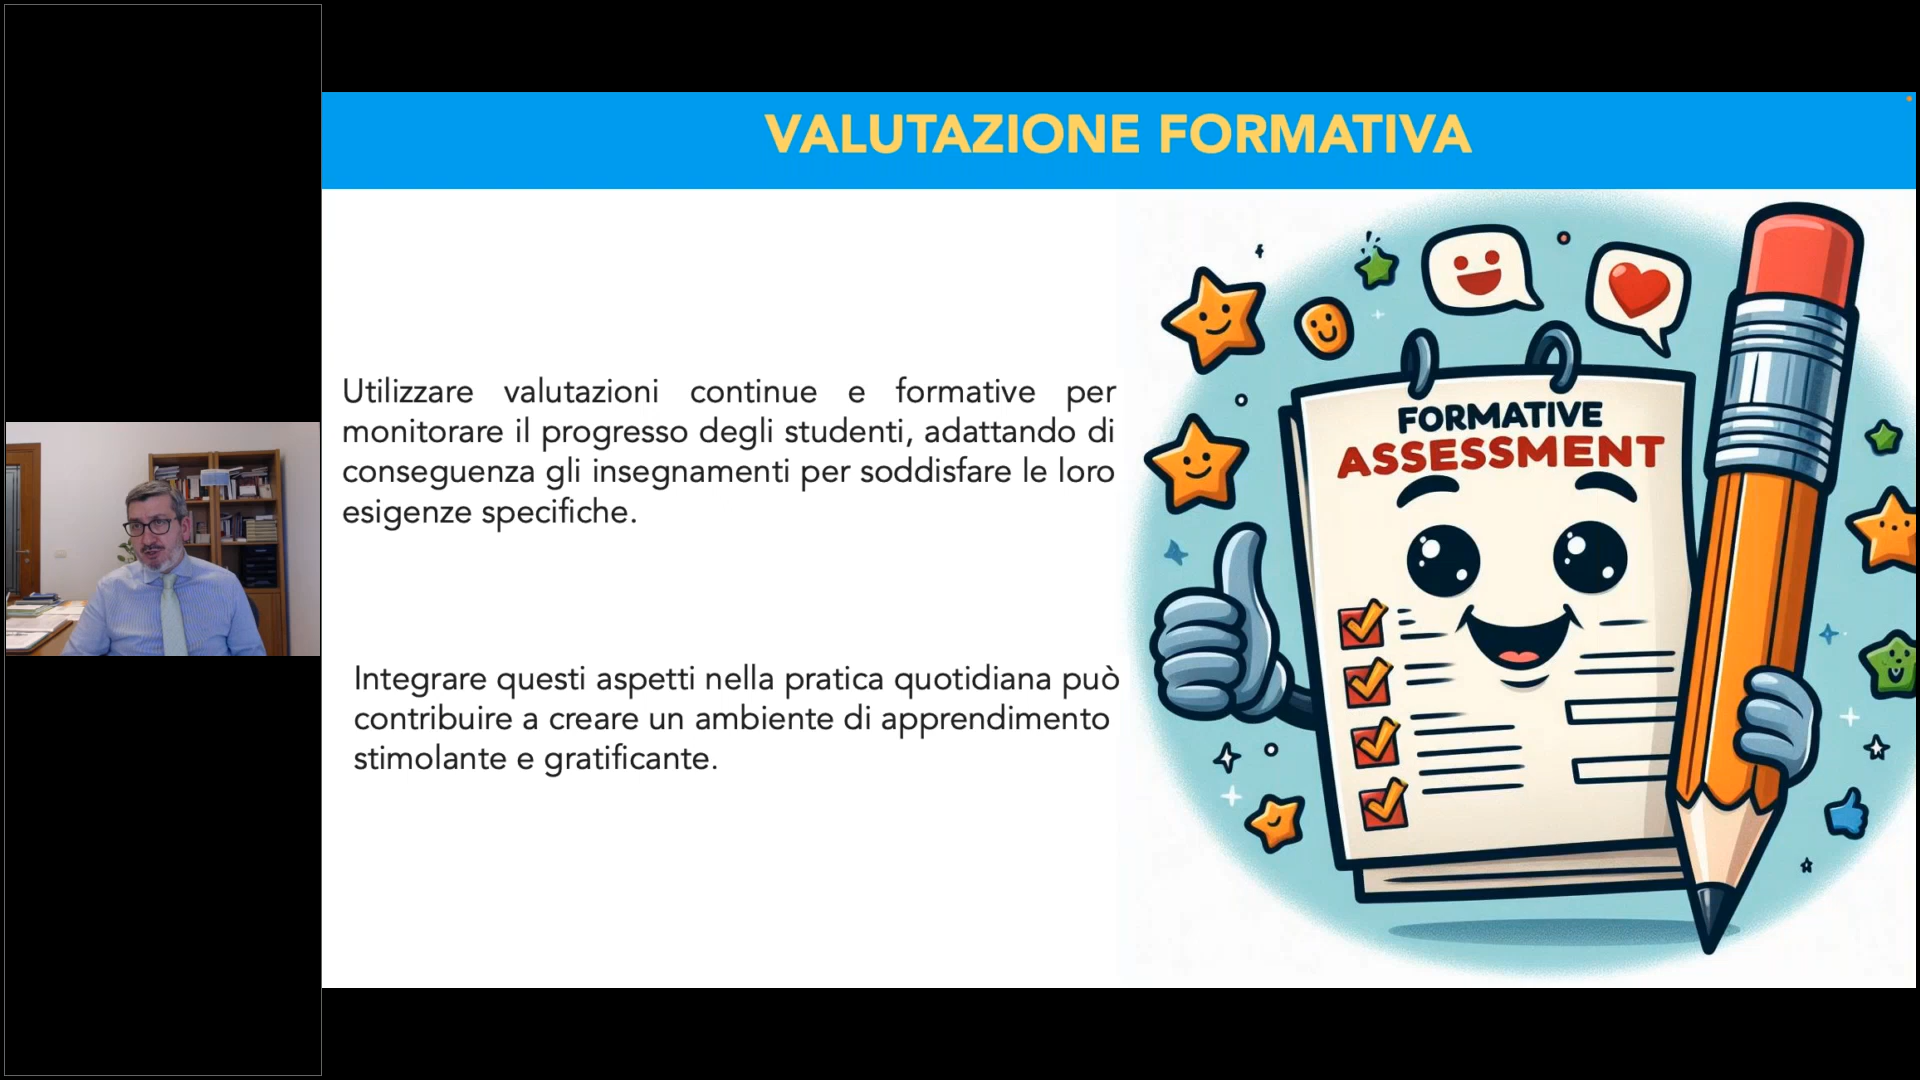 VALUTAZIONE FORMATIVA
Utilizzare valutazioni continue e formative per
monitorare il progresso degli studenti, adattando di
conseguenza gli insegnamenti per soddisfare le loro
esigenze specifiche.
Integrare questi aspetti nella pratica quotidiana può
contribuire a creare un ambiente di apprendimento
stimolante e gratificante.
FORMATIVE
ASSESSMENT